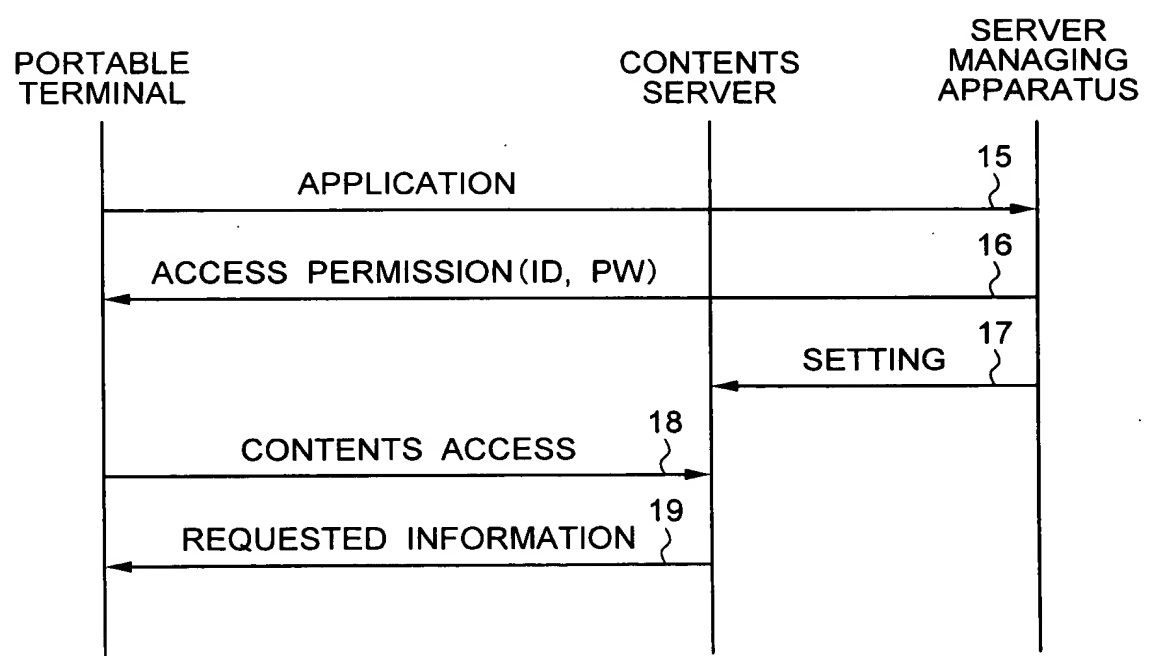 PORTABLE
TERMINAL
CONTENTS
SERVER
SERVER
MANAGING
APPARATUS
APPLICATION
15
ACCESS PERMISSION(ID, PW)
16
SETTING
17
CONTENTS ACCESS
18
REQUESTED INFORMATION
19